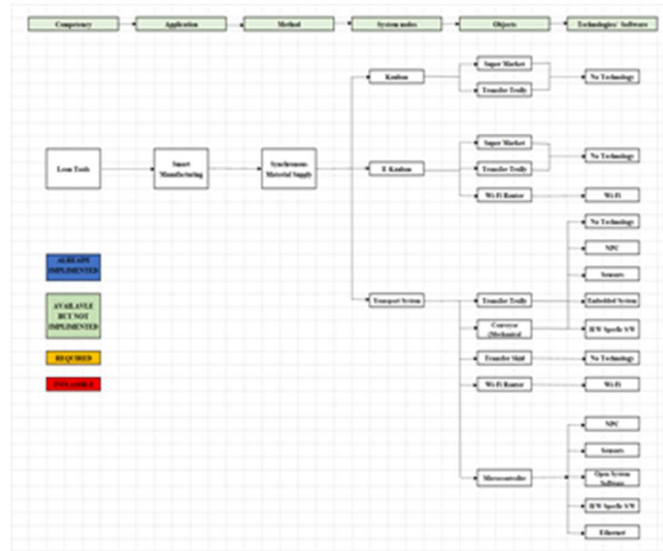 Competency
Application
Method
System nodes
Objects
Technologies/ Software
Lean Tools
Smart
Manufacturing
Synchronous
Material Supply
Kanban
Super Market
Transfer Trolly
No Technology
E-Kanban
Super Market
Transfer Trolly
No Technology
Wi-Fi Router
Wi-Fi
Transport System
Transfer Trolly
Conveyor
(Mechanical
No Technology
NFC
Sensors
Embedded System
H/W Specfic S/W
Transfer Skid
No Technology
Wi-Fi Router
Wi-Fi
Microcontroller
NFC
Sensors
Open System
Software
H/W Specfic S/W
Ethernet
ALREADY
IMPLIMENTED
AVAILAVLE
BUT NOT
IMPLIMENTED
REQUIRED